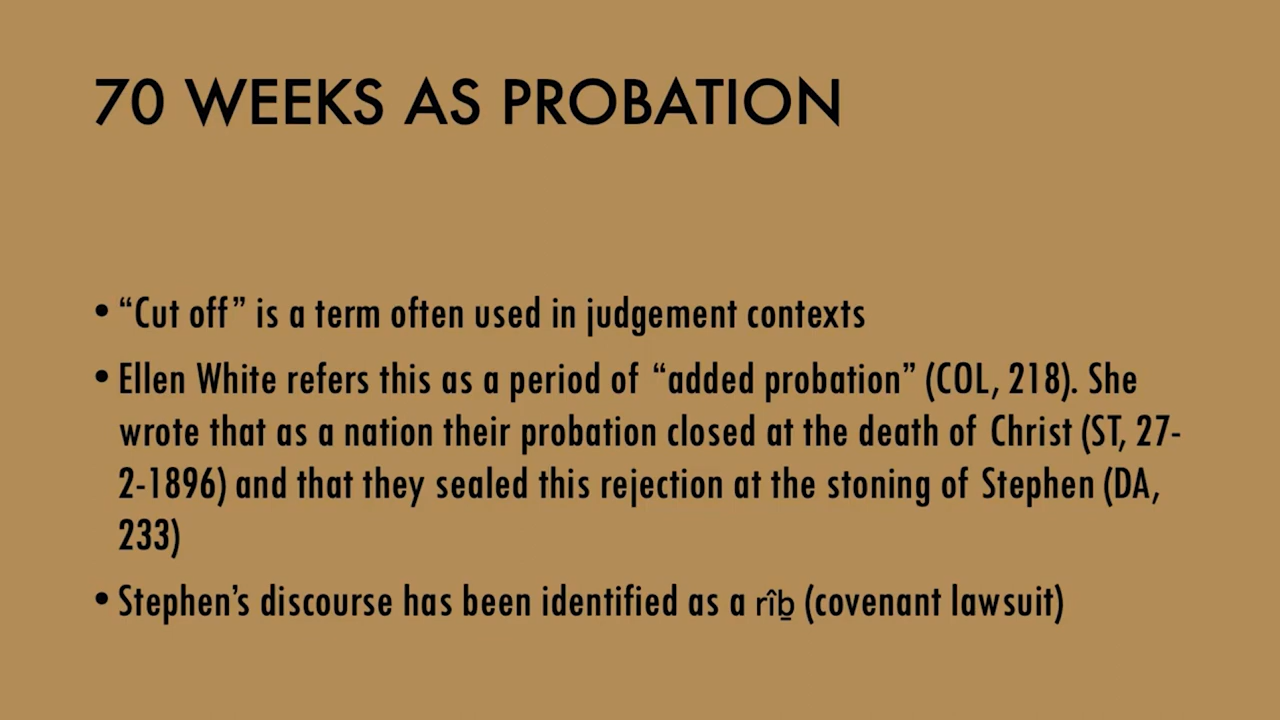 70 WEEKS AS PROBATION
• “Cut off” is a term often used in judgement contexts
• Ellen White refers this as a period of “added probation” (COL, 218). She
wrote that as a nation their probation closed at the death of Christ (ST, 27-
2-1896) and that they sealed this rejection at the stoning of Stephen (DA,
233)
• Stephen’s discourse has been identified as a rîḇ (covenant lawsuit)